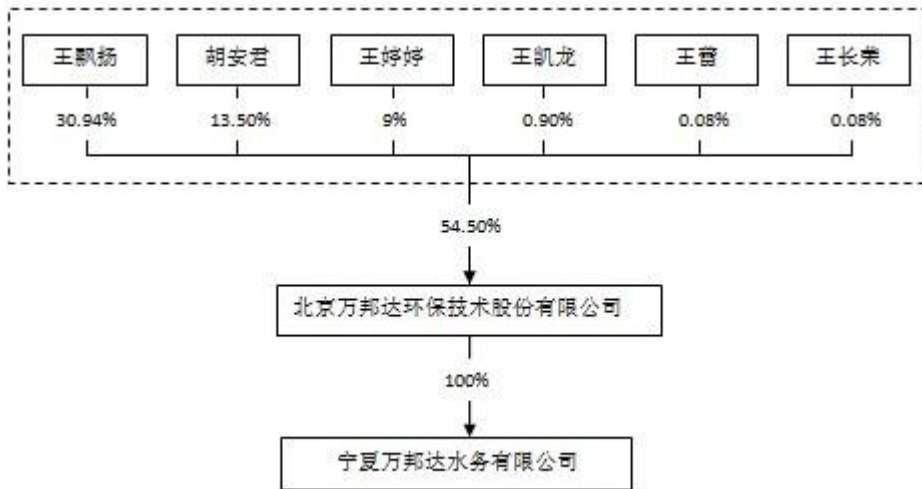 王飘扬 胡安君 王婷婷 王凯龙 王蕾 王长荣
30.94% 13.50% 9% 0.90% 0.08% 0.08%
54.50%
北京万邦达环保技术股份有限公司
100%
宁夏万邦达水务有限公司